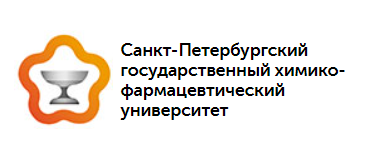 Санкт-Петербургский
государственный химико-
фармацевтический
университет